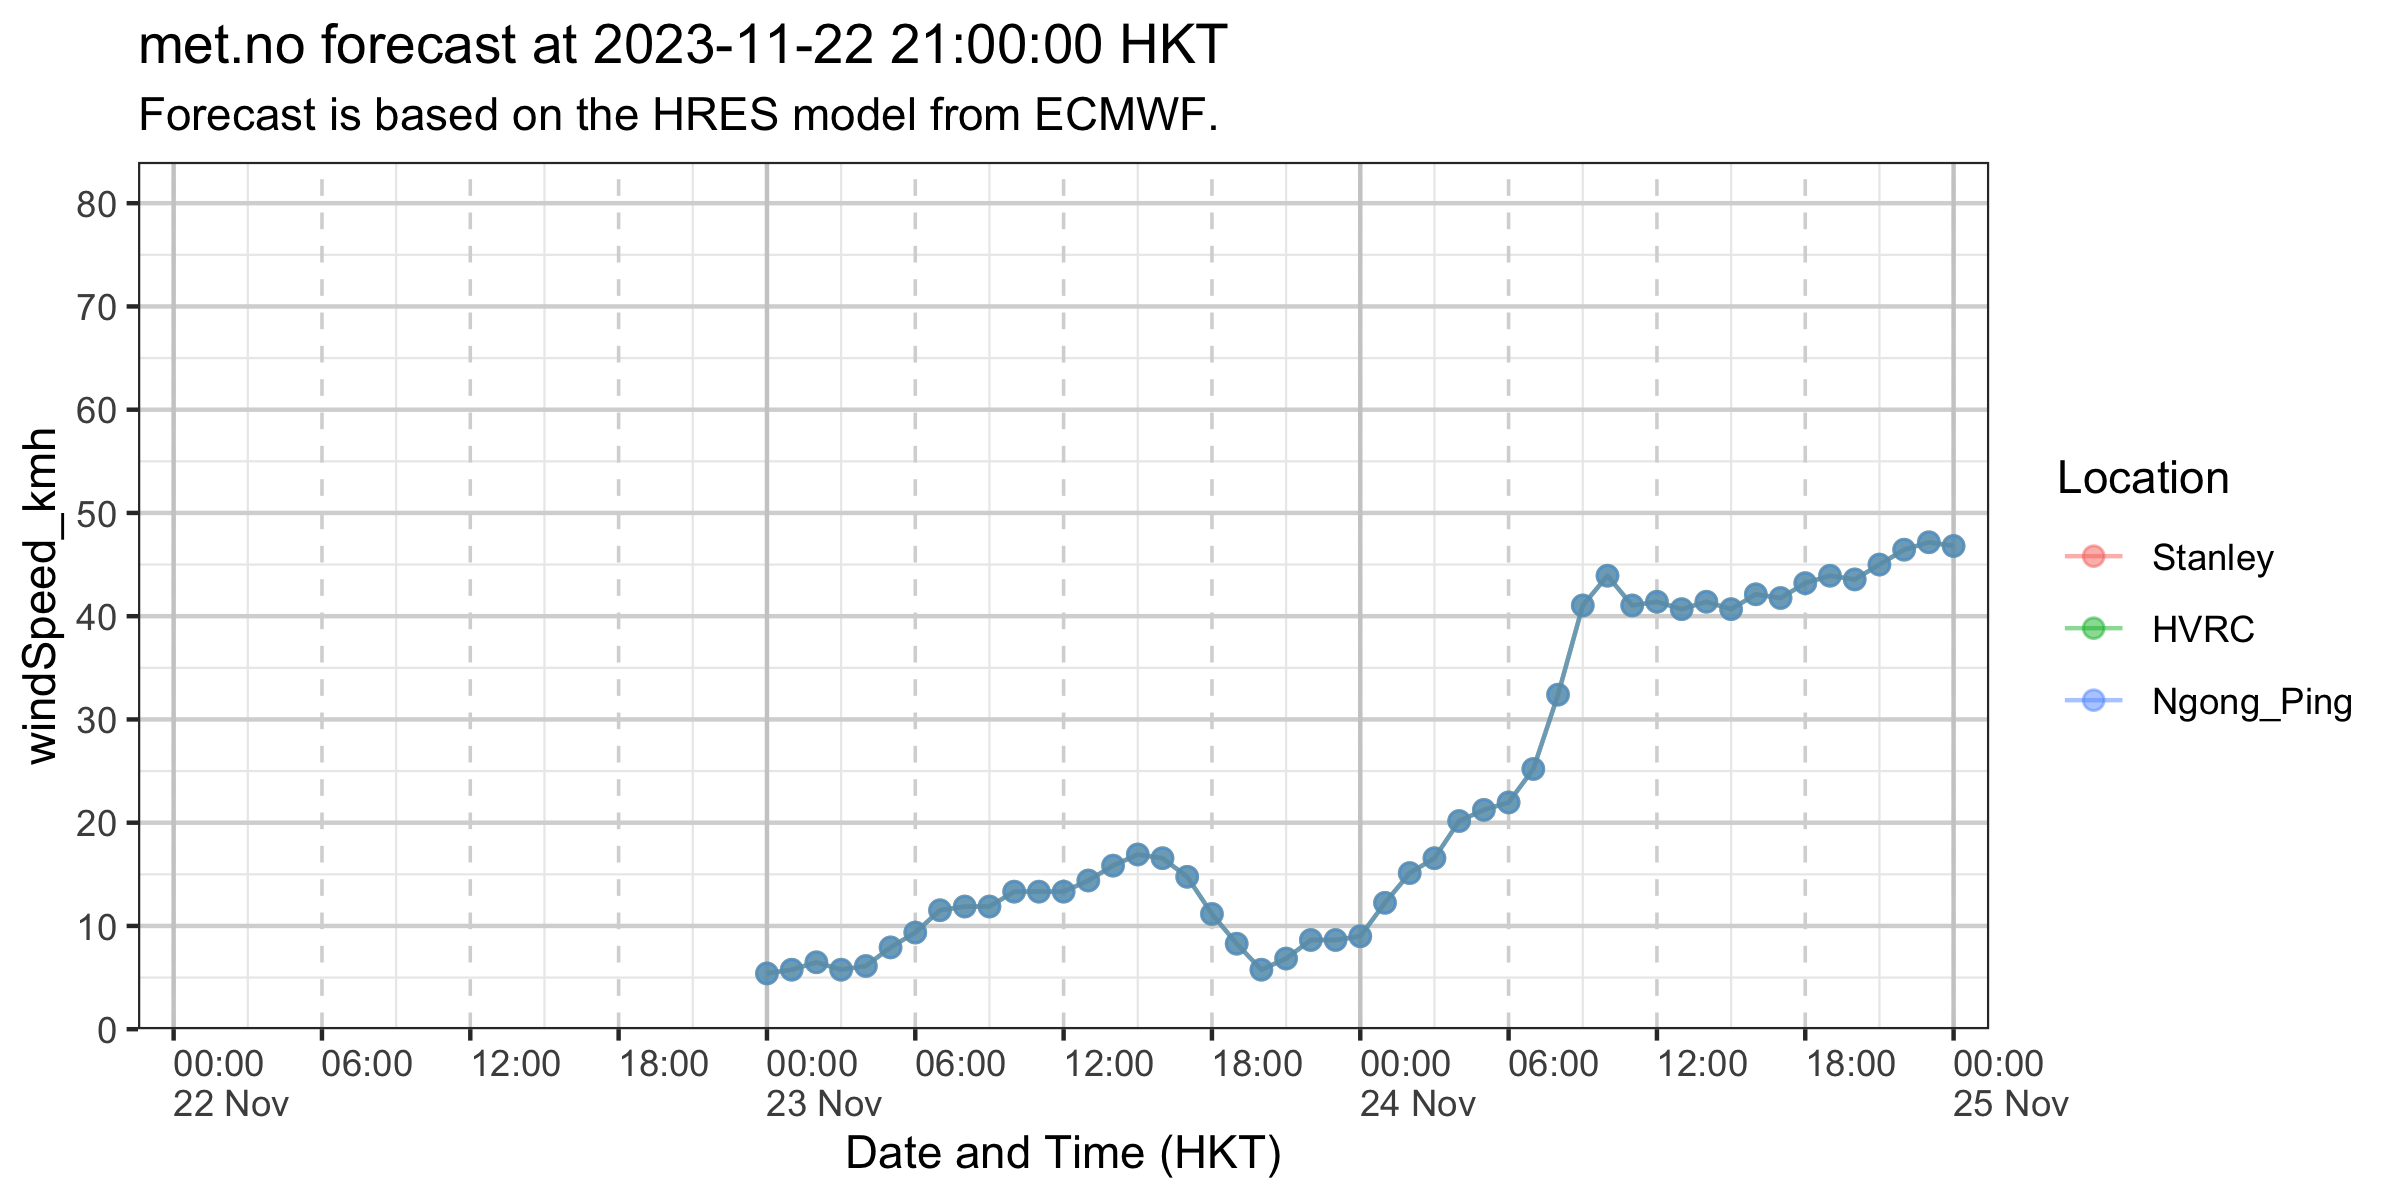 met.no forecast at 2023-11-22 21:00:00 HKT
Forecast is based on the HRES model from ECMWF.
windSpeed_kmh
80
70
60
50
40
30
20
10
0
00:00 06:00 12:00 18:00 00:00 06:00 12:00 18:00 00:00 06:00 12:00 18:00 00:00
22 Nov 23 Nov 24 Nov 25 Nov
Date and Time (HKT)
Location
Stanley
HVRC
Ngong_Ping